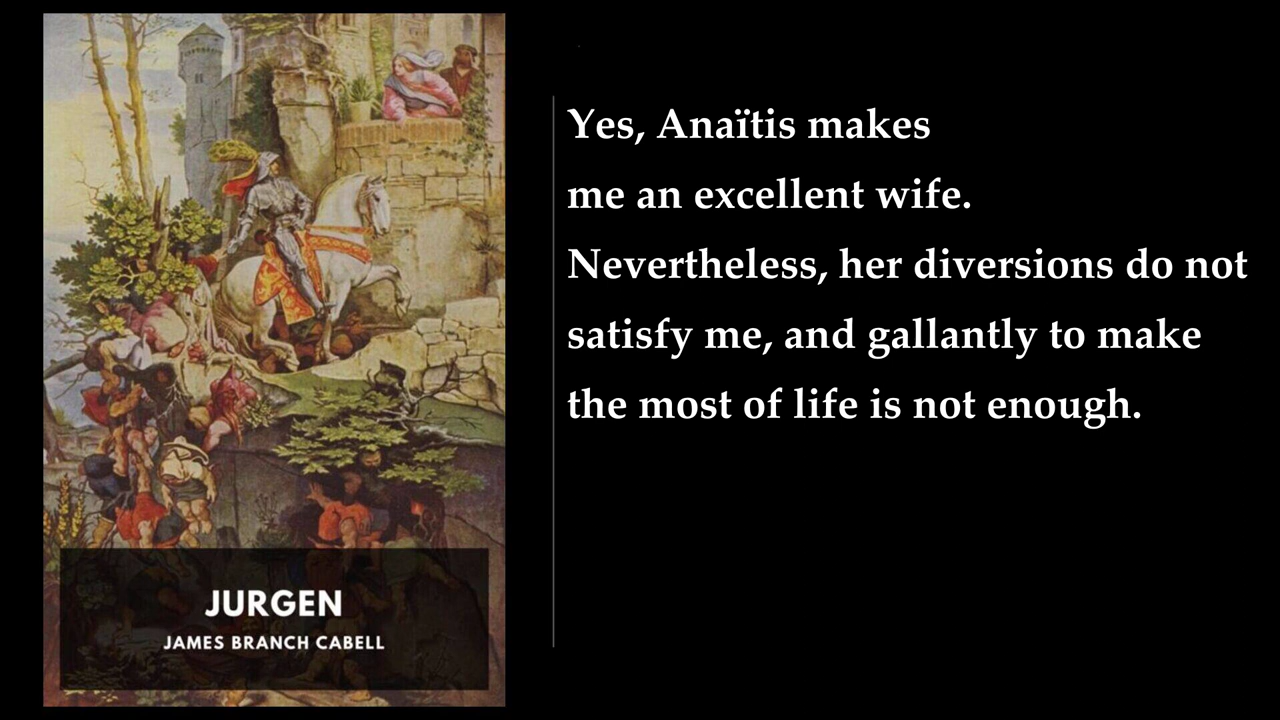 JURGEN
JAMES BRANCH CABELL
Yes, Anaïtis makes
me an excellent wife.
Nevertheless, her diversions do not
satisfy me, and gallantly to make
the most of life is not enough.